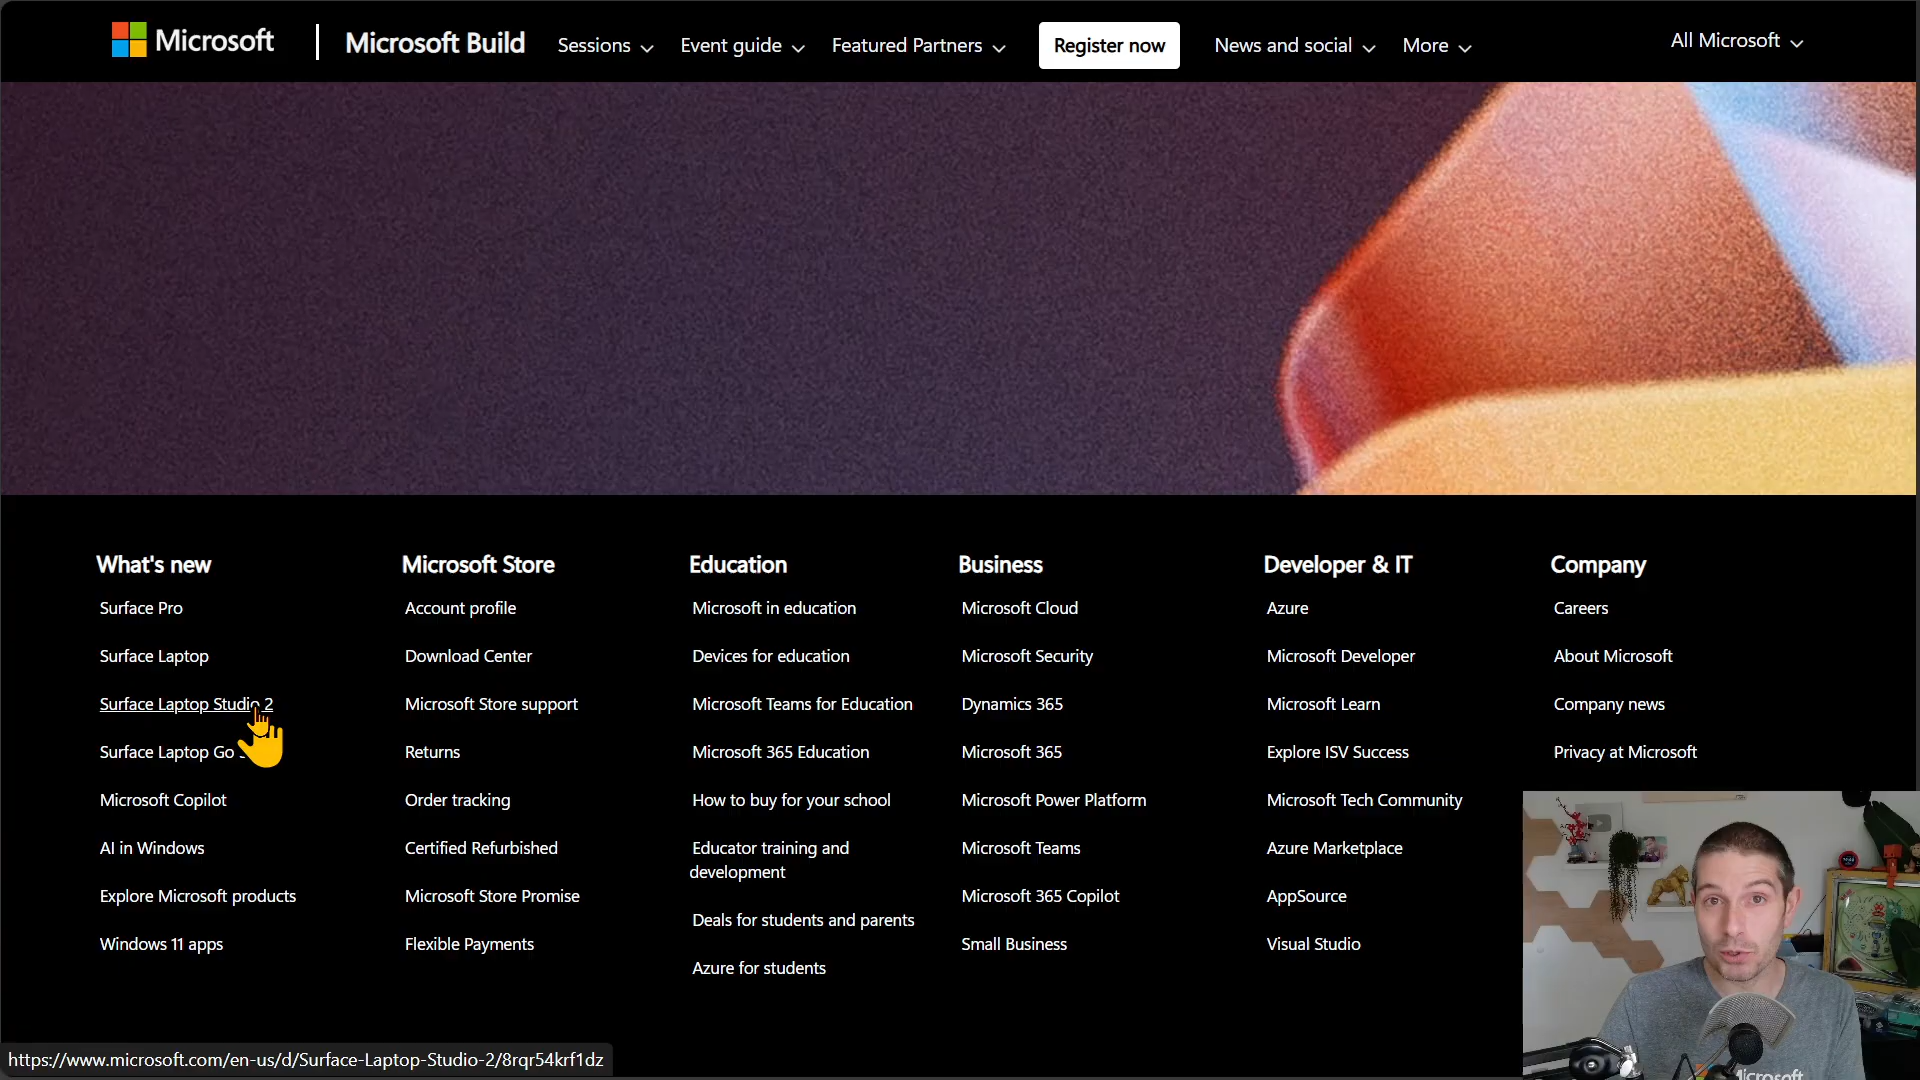 Microsoft
Microsoft Build
Sessions
Event guide
Featured Partners
Register now
News and social
More
All Microsoft
What's new
Surface Pro
Surface Laptop
Surface Laptop Studio 2
Surface Laptop Go
Microsoft Copilot
AI in Windows
Explore Microsoft products
Windows 11 apps
Microsoft Store
Account profile
Download Center
Microsoft Store support
Returns
Order tracking
Certified Refurbished
Microsoft Store Promise
Flexible Payments
Education
Microsoft in education
Devices for education
Microsoft Teams for Education
Microsoft 365 Education
How to buy for your school
Educator training and
development
Deals for students and parents
Azure for students
Business
Microsoft Cloud
Microsoft Security
Dynamics 365
Microsoft 365
Microsoft Power Platform
Microsoft Teams
Microsoft 365 Copilot
Small Business
Developer & IT
Azure
Microsoft Developer
Microsoft Learn
Explore ISV Success
Microsoft Tech Community
Azure Marketplace
AppSource
Visual Studio
Company
Careers
About Microsoft
Company news
Privacy at Microsoft
https://www.microsoft.com/en-us/d/Surface-Laptop-Studio-2/8rqr54krf1dz